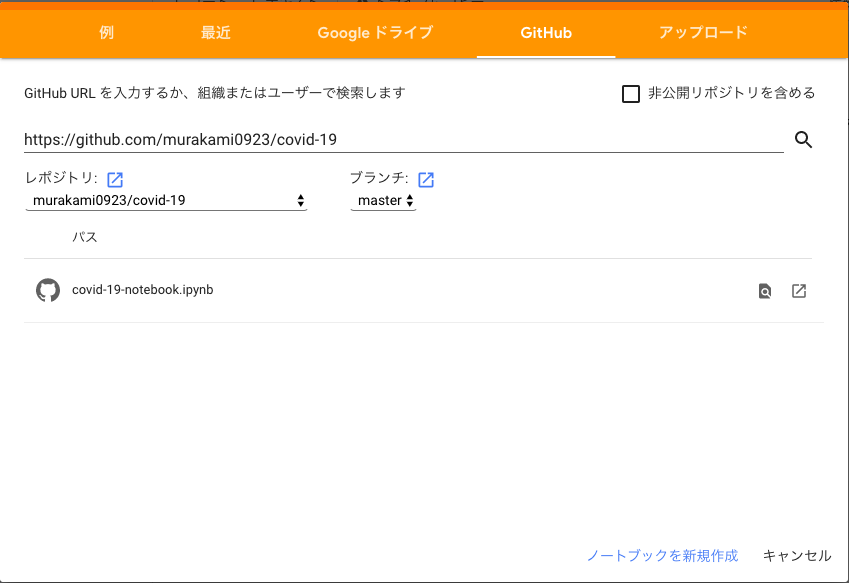 例 最近 Google ドライブ GitHub アップロード
GitHub URL を入力するか、組織またはユーザーで検索します 非公開リポジトリを含める
https://github.com/murakami0923/covid-19
レポジトリ: ブランチ:
murakami0923/covid-19 master
パス
covid-19-notebook.ipynb
ノートブックを新規作成 キャンセル